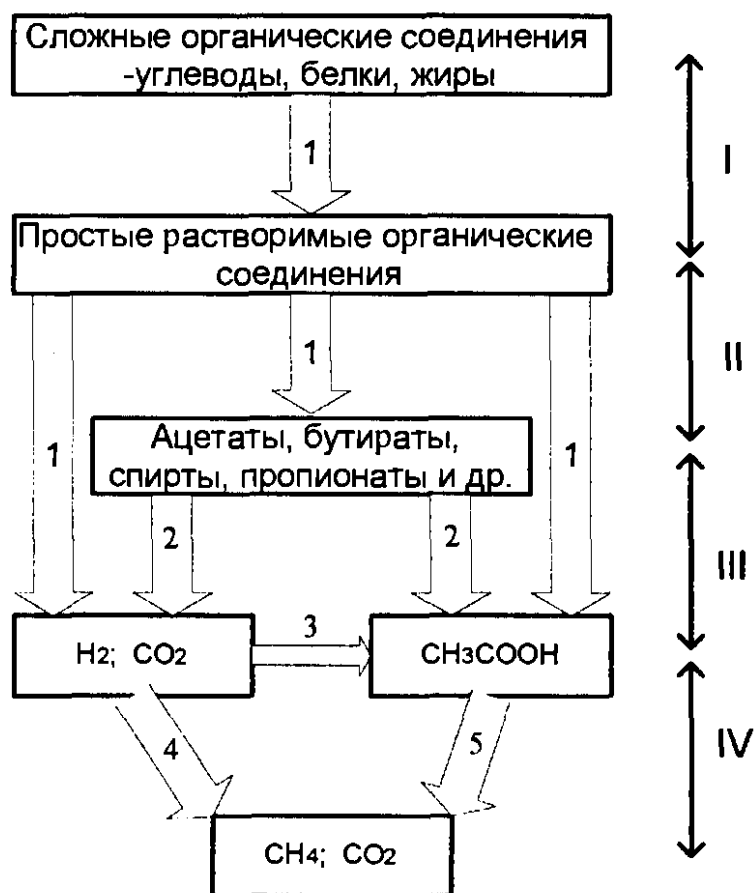 Сложные органические соединения
-углеводы, белки, жиры
1
I
Простые растворимые органические
соединения
1
II
Ацетаты, бутираты,
спирты, пропионаты и др.
1
1
2
2
III
H2; CO2
3
CH3COOH
4
5
IV
CH4; CO2